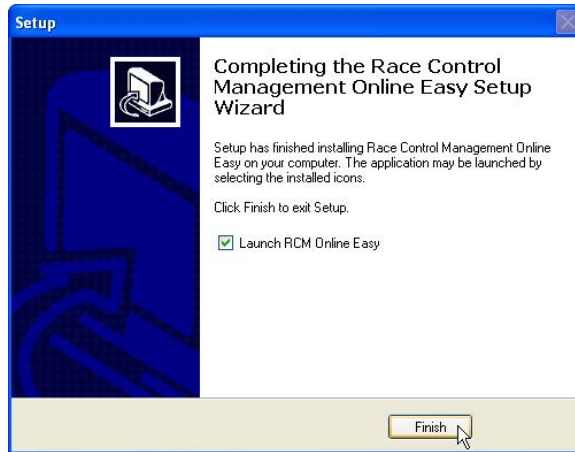 Setup
Completing the Race Control
Management Online Easy Setup
Wizard
Setup has finished installing Race Control Management Online
Easy on your computer. The application may be launched by
selecting the installed icons.
Click Finish to exit Setup.
Launch RCM Online Easy
Finish